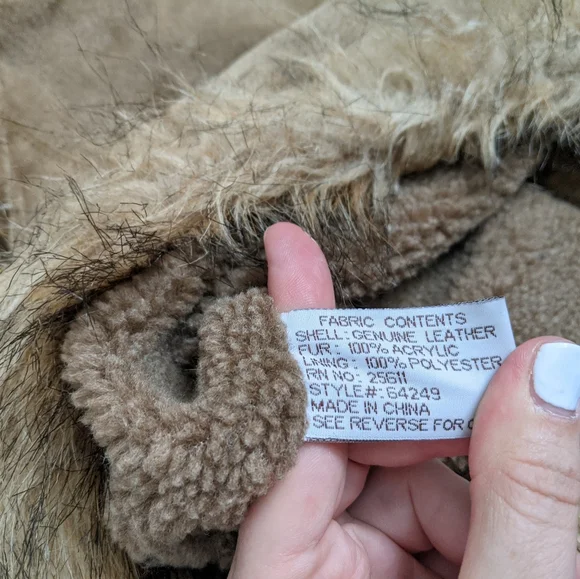 FABRIC CONTENTS
SHELL: GENUINE LEATHER
FUR: 100% ACRYLIC
LINING: 100% POLYESTER
RN NO: 25611
STYLE#: 64249
MADE IN CHINA
SEE REVERSE FOR